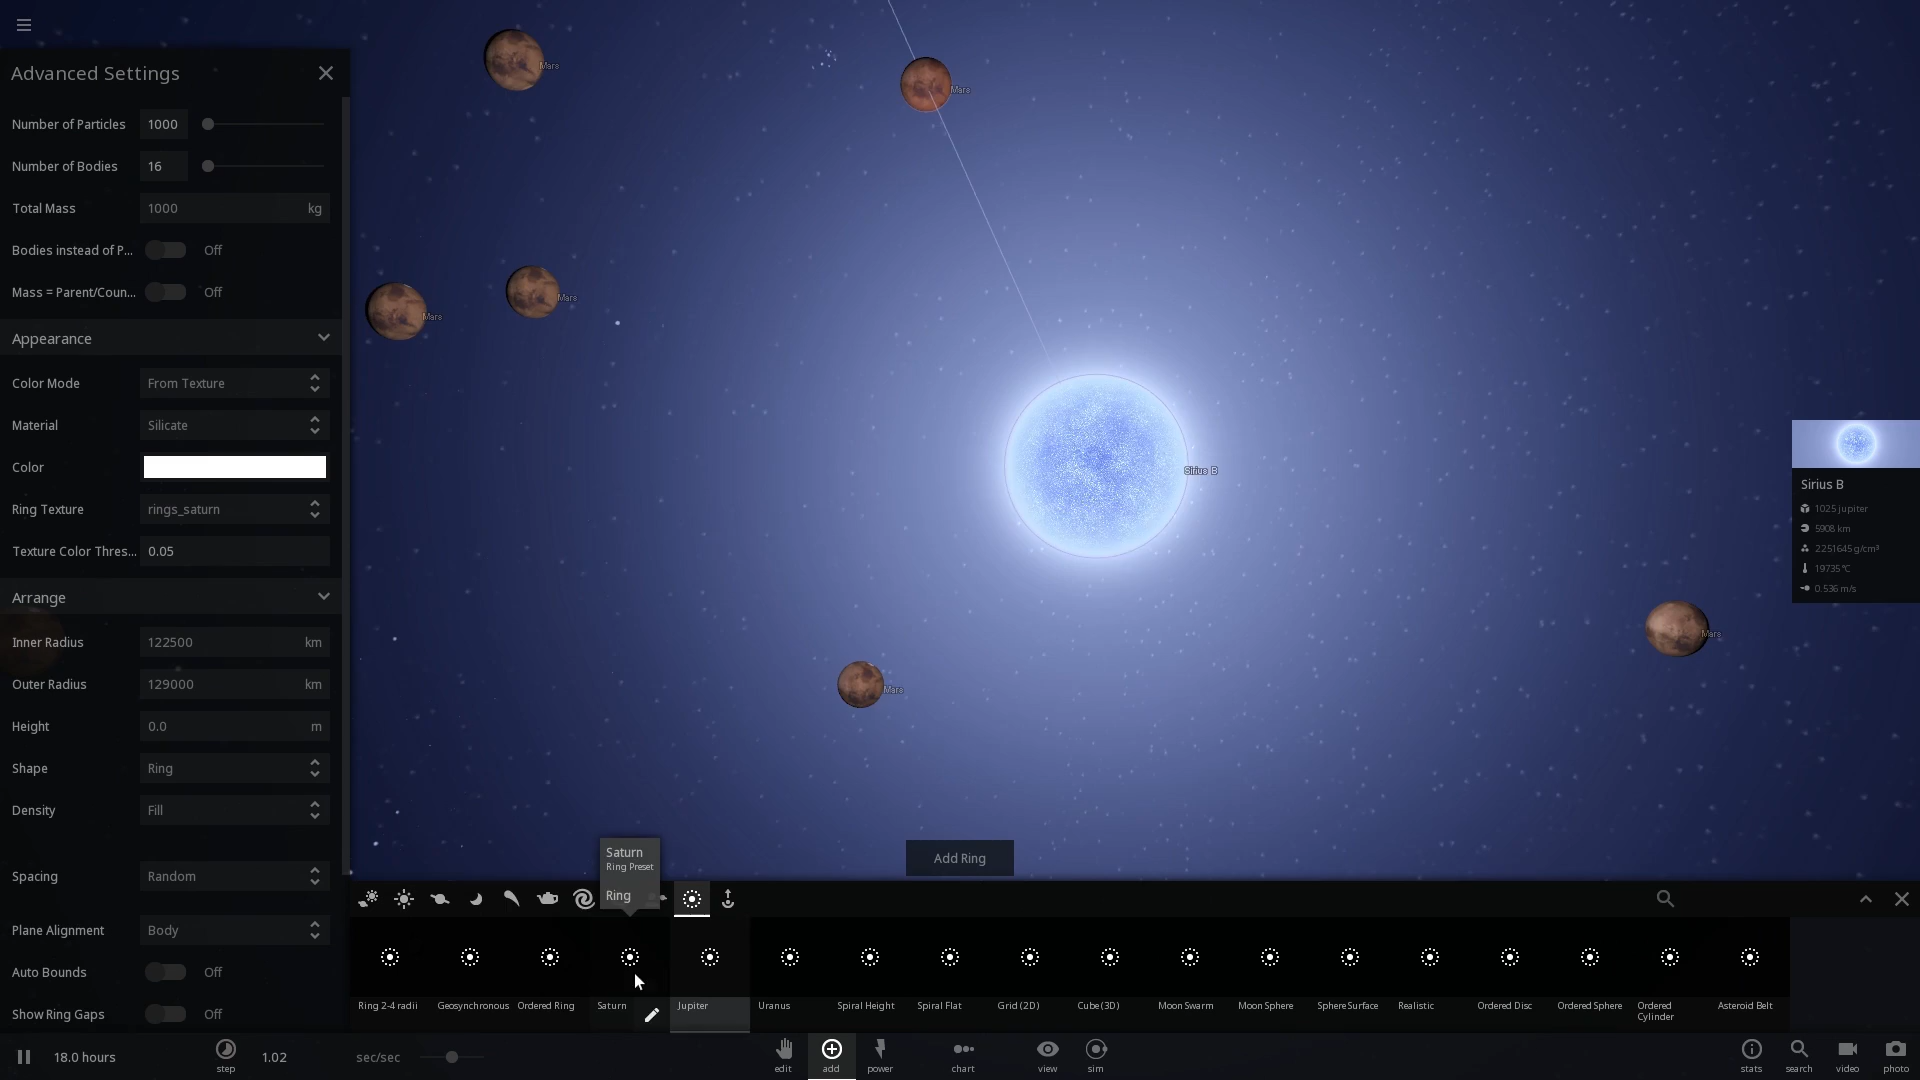 Advanced Settings
Number of Particles 1000
Number of Bodies 16
Total Mass 1000 kg
Bodies instead of P... Off
Mass = Parent/Coun... Off
Appearance
Color Mode From Texture
Material Silicate
Color
Ring Texture rings_saturn
Texture Color Thres... 0.05
Arrange
Inner Radius 122500 km
Outer Radius 129000 km
Height 0.0 m
Shape Ring
Density Fill
Spacing Random
Plane Alignment Body
Auto Bounds Off
Show Ring Gaps Off
Mars
Mars
Mars
Mars
Sirius B
Mars
Mars
Sirius B
1025 jupiter
5908 km
2251645 g/cm³
19735 °C
0.536 m/s
Add Ring
Saturn
Ring Preset
Ring
Ring 2-4 radii
Geosynchronous
Ordered Ring
Saturn
Jupiter
Uranus
Spiral Height
Spiral Flat
Grid (2D)
Cube (3D)
Moon Swarm
Moon Sphere
Sphere Surface
Realistic
Ordered Disc
Ordered Sphere
Ordered
Cylinder
Asteroid Belt
18.0 hours
step
1.02 sec/sec
edit
add
power
chart
view
sim
stats
search
video
photo